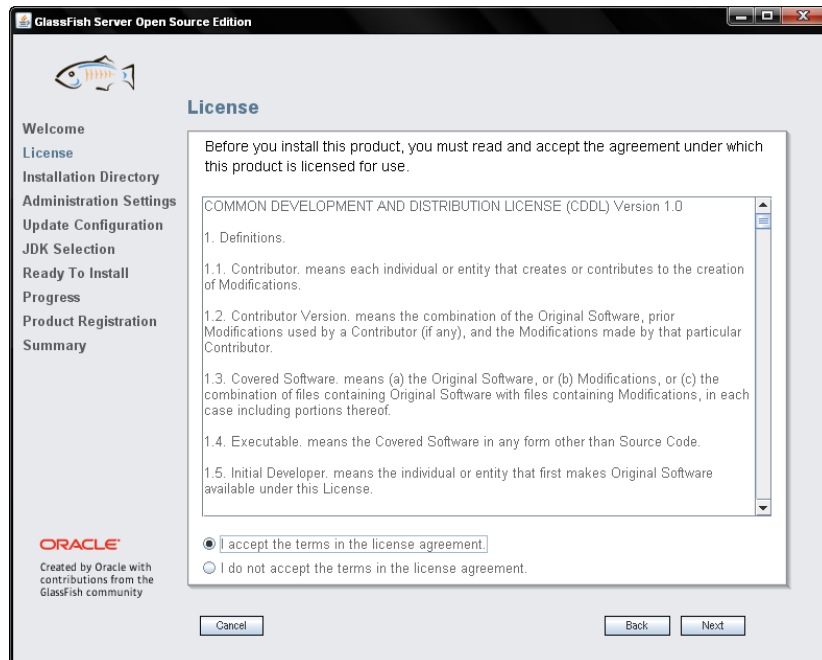 GlassFish Server Open Source Edition
License
Welcome
License
Installation Directory
Administration Settings
Update Configuration
JDK Selection
Ready To Install
Progress
Product Registration
Summary
Before you install this product, you must read and accept the agreement under which
this product is licensed for use.
COMMON DEVELOPMENT AND DISTRIBUTION LICENSE (CDDL) Version 1.0
1. Definitions.
1.1. Contributor. means each individual or entity that creates or contributes to the creation
of Modifications.
1.2. Contributor Version. means the combination of the Original Software, prior
Modifications used by a Contributor (if any), and the Modifications made by that particular
Contributor.
1.3. Covered Software. means (a) the Original Software, or (b) Modifications, or (c) the
combination of files containing Original Software with files containing Modifications, in each
case including portions thereof.
1.4. Executable. means the Covered Software in any form other than Source Code.
1.5. Initial Developer. means the individual or entity that first makes Original Software
available under this License.
I accept the terms in the license agreement.
I do not accept the terms in the license agreement.
ORACLE
Created by Oracle with
contributions from the
GlassFish community
Cancel
Back
Next